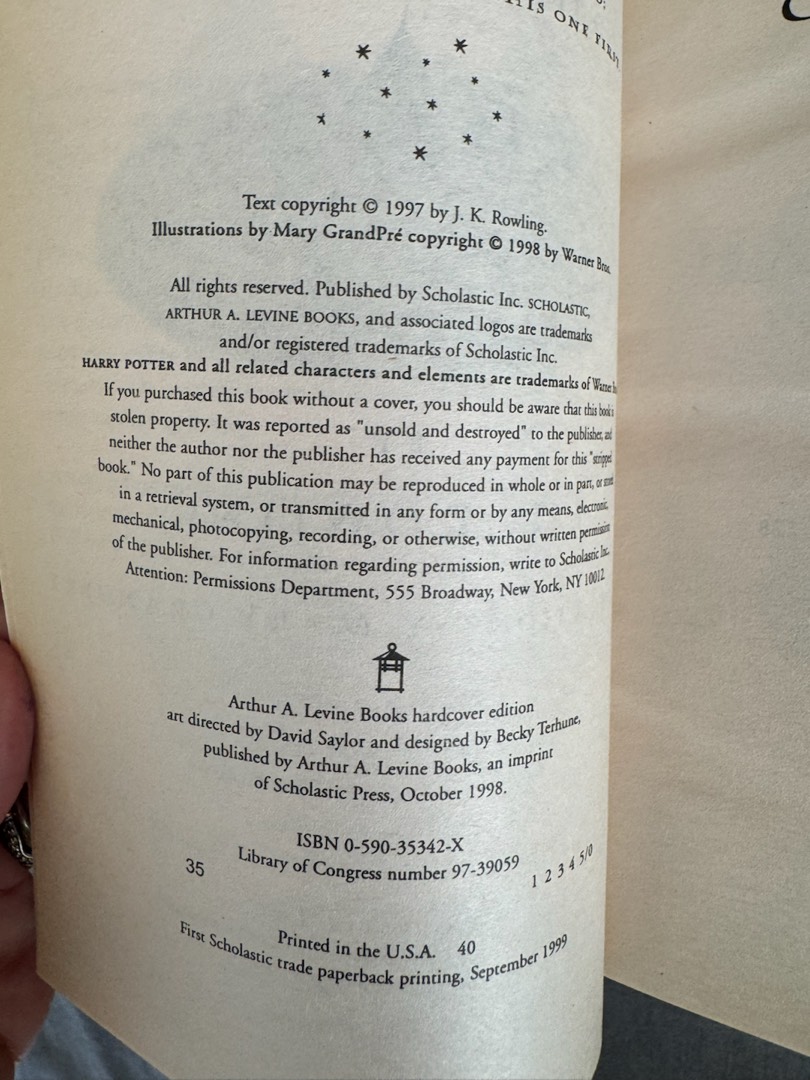 IS ONE FIRST
Text copyright © 1997 by J. K. Rowling.
Illustrations by Mary GrandPré copyright © 1998 by Warner Bros.
All rights reserved. Published by Scholastic Inc. SCHOLASTIC,
ARTHUR A. LEVINE BOOKS, and associated logos are trademarks
and/or registered trademarks of Scholastic Inc.
HARRY POTTER and all related characters and elements are trademarks of Warner
If you purchased this book without a cover, you should be aware that this book is
stolen property. It was reported as "unsold and destroyed" to the publisher, and
neither the author nor the publisher has received any payment for this "stripped
book." No part of this publication may be reproduced in whole or in part, or stored
in a retrieval system, or transmitted in any form or by any means, electronic,
mechanical, photocopying, recording, or otherwise, without written permission
of the publisher. For information regarding permission, write to Scholastic Inc.
Attention: Permissions Department, 555 Broadway, New York, NY 10012
Arthur A. Levine Books hardcover edition
art directed by David Saylor and designed by Becky Terhune,
published by Arthur A. Levine Books, an imprint
of Scholastic Press, October 1998.
ISBN 0-590-35342-X
Library of Congress number 97-39059
35 1 2 3 4 5/0
Printed in the U.S.A. 40
First Scholastic trade paperback printing, September 1999